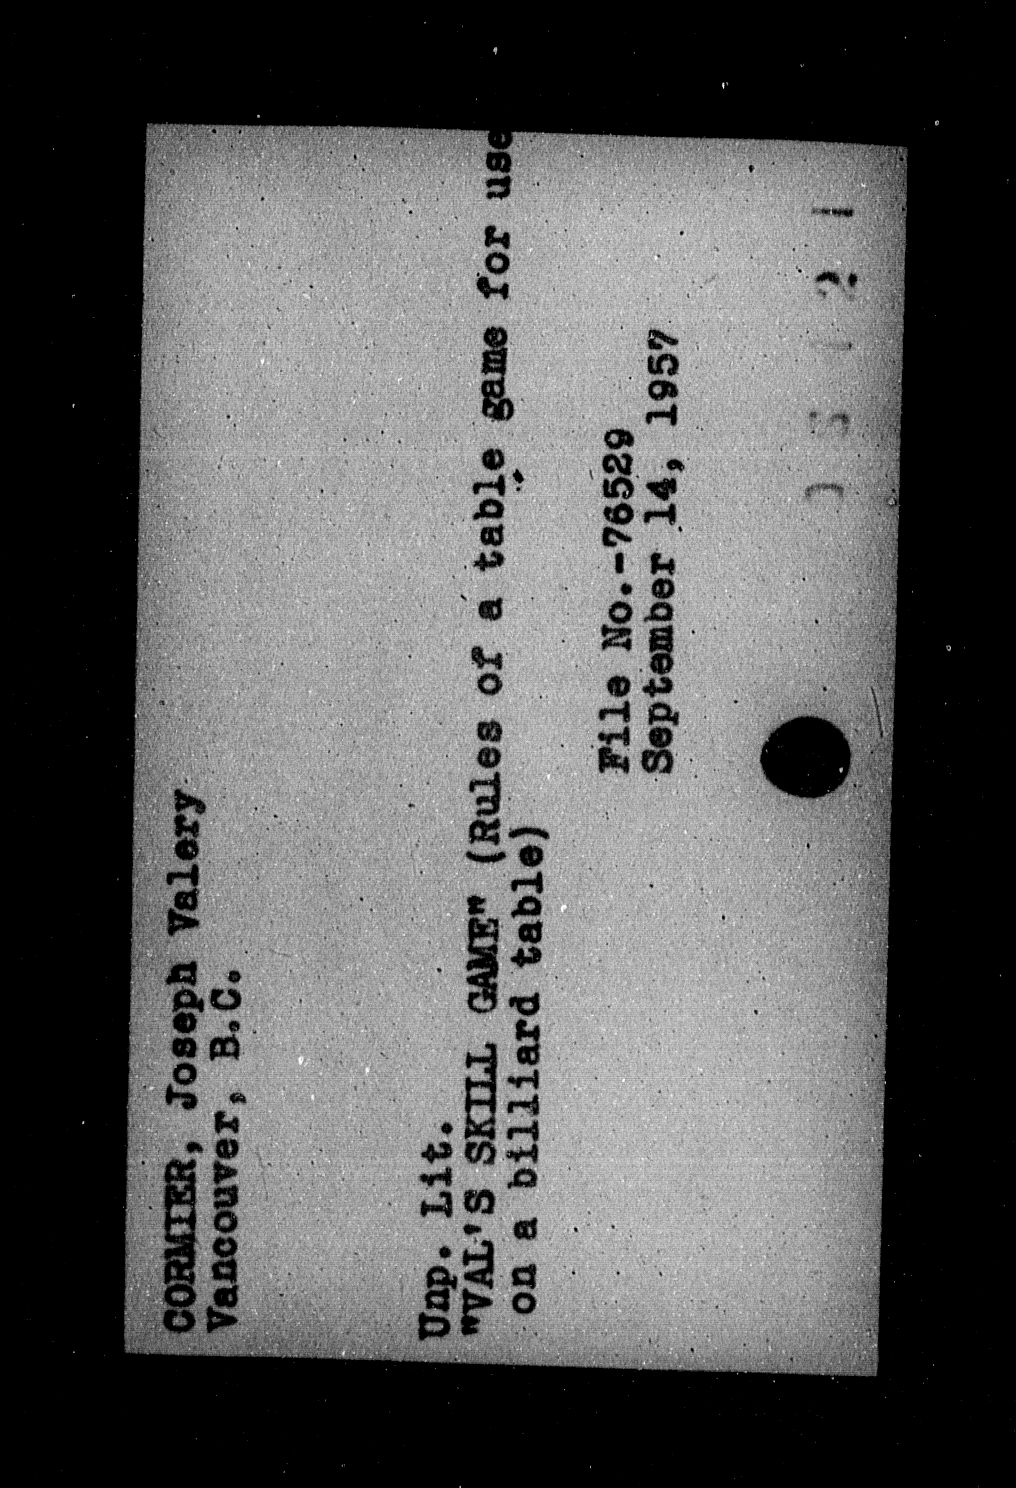 CORMIER, Joseph Valery
Vancouver, B.C.
Unp. Lit.
"VAL'S SKILL GAME" (Rules of a table game for use
on a billiard table)
File No.-76529
September 14, 1957